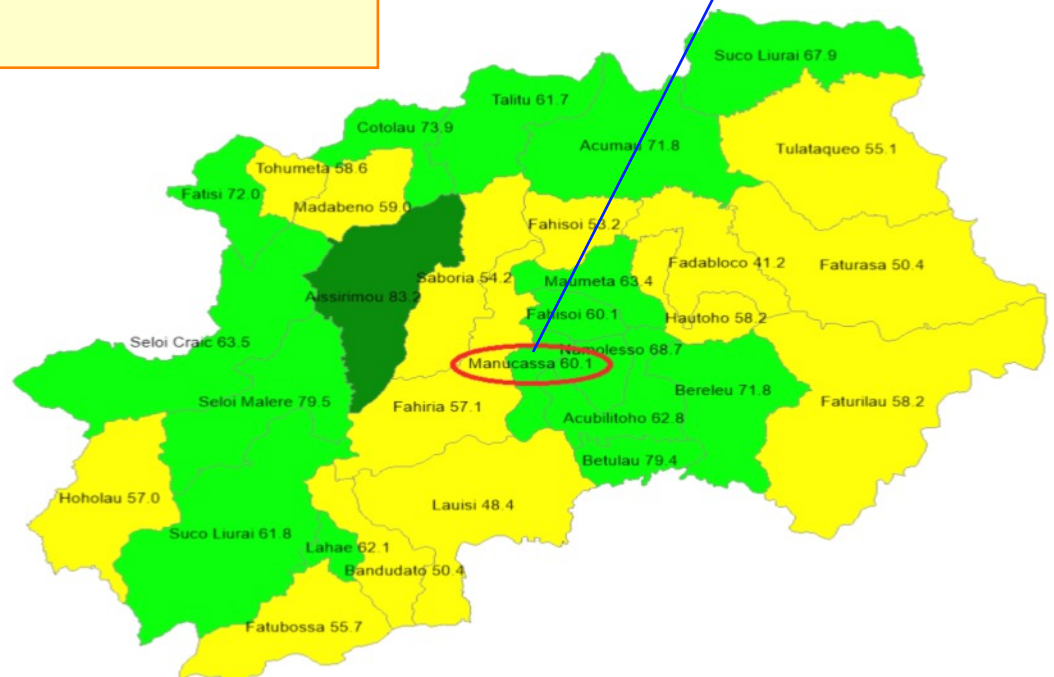 Suco Liurai 67.9
Talitu 61.7
Cotolau 73.9
Acumau 71.8
Tulataqueo 55.1
Tohumeta 58.6
Fatisi 72.0
Madabeno 59.0
Fahisoi 53.2
Fadabloco 41.2
Faturasa 50.4
Saboria 54.2
Maumeta 63.4
Aissirimou 83.2
Fahisoi 60.1
Hautoho 58.2
Seloi Craic 63.5
Namolesso 68.7
Manucassa 60.1
Bereleu 71.8
Seloi Malere 79.5
Fahiria 57.1
Acubilitoho 62.8
Faturilau 58.2
Betulau 79.4
Hoholau 57.0
Lauisi 48.4
Suco Liurai 61.8
Lahae 62.1
Bandudato 50.4
Fatubossa 55.7